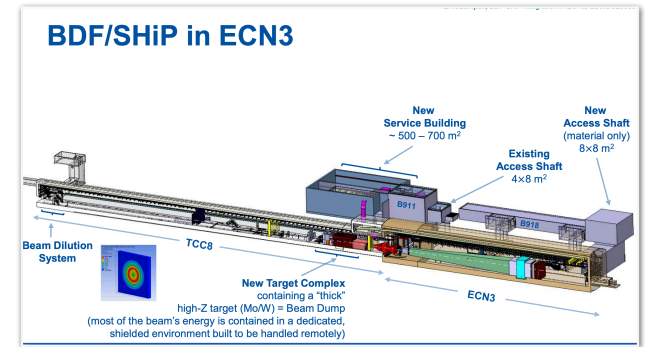 BDF/SHiP in ECN3
New
Service Building
~ 500 – 700 m²
New
Access Shaft
(material only)
8×8 m²
Existing
Access Shaft
4×8 m²
B911
B918
Beam Dilution
System
TCC8
New Target Complex
containing a "thick"
high-Z target (Mo/W) = Beam Dump
(most of the beam's energy is contained in a dedicated,
shielded environment built to be handled remotely)
ECN3